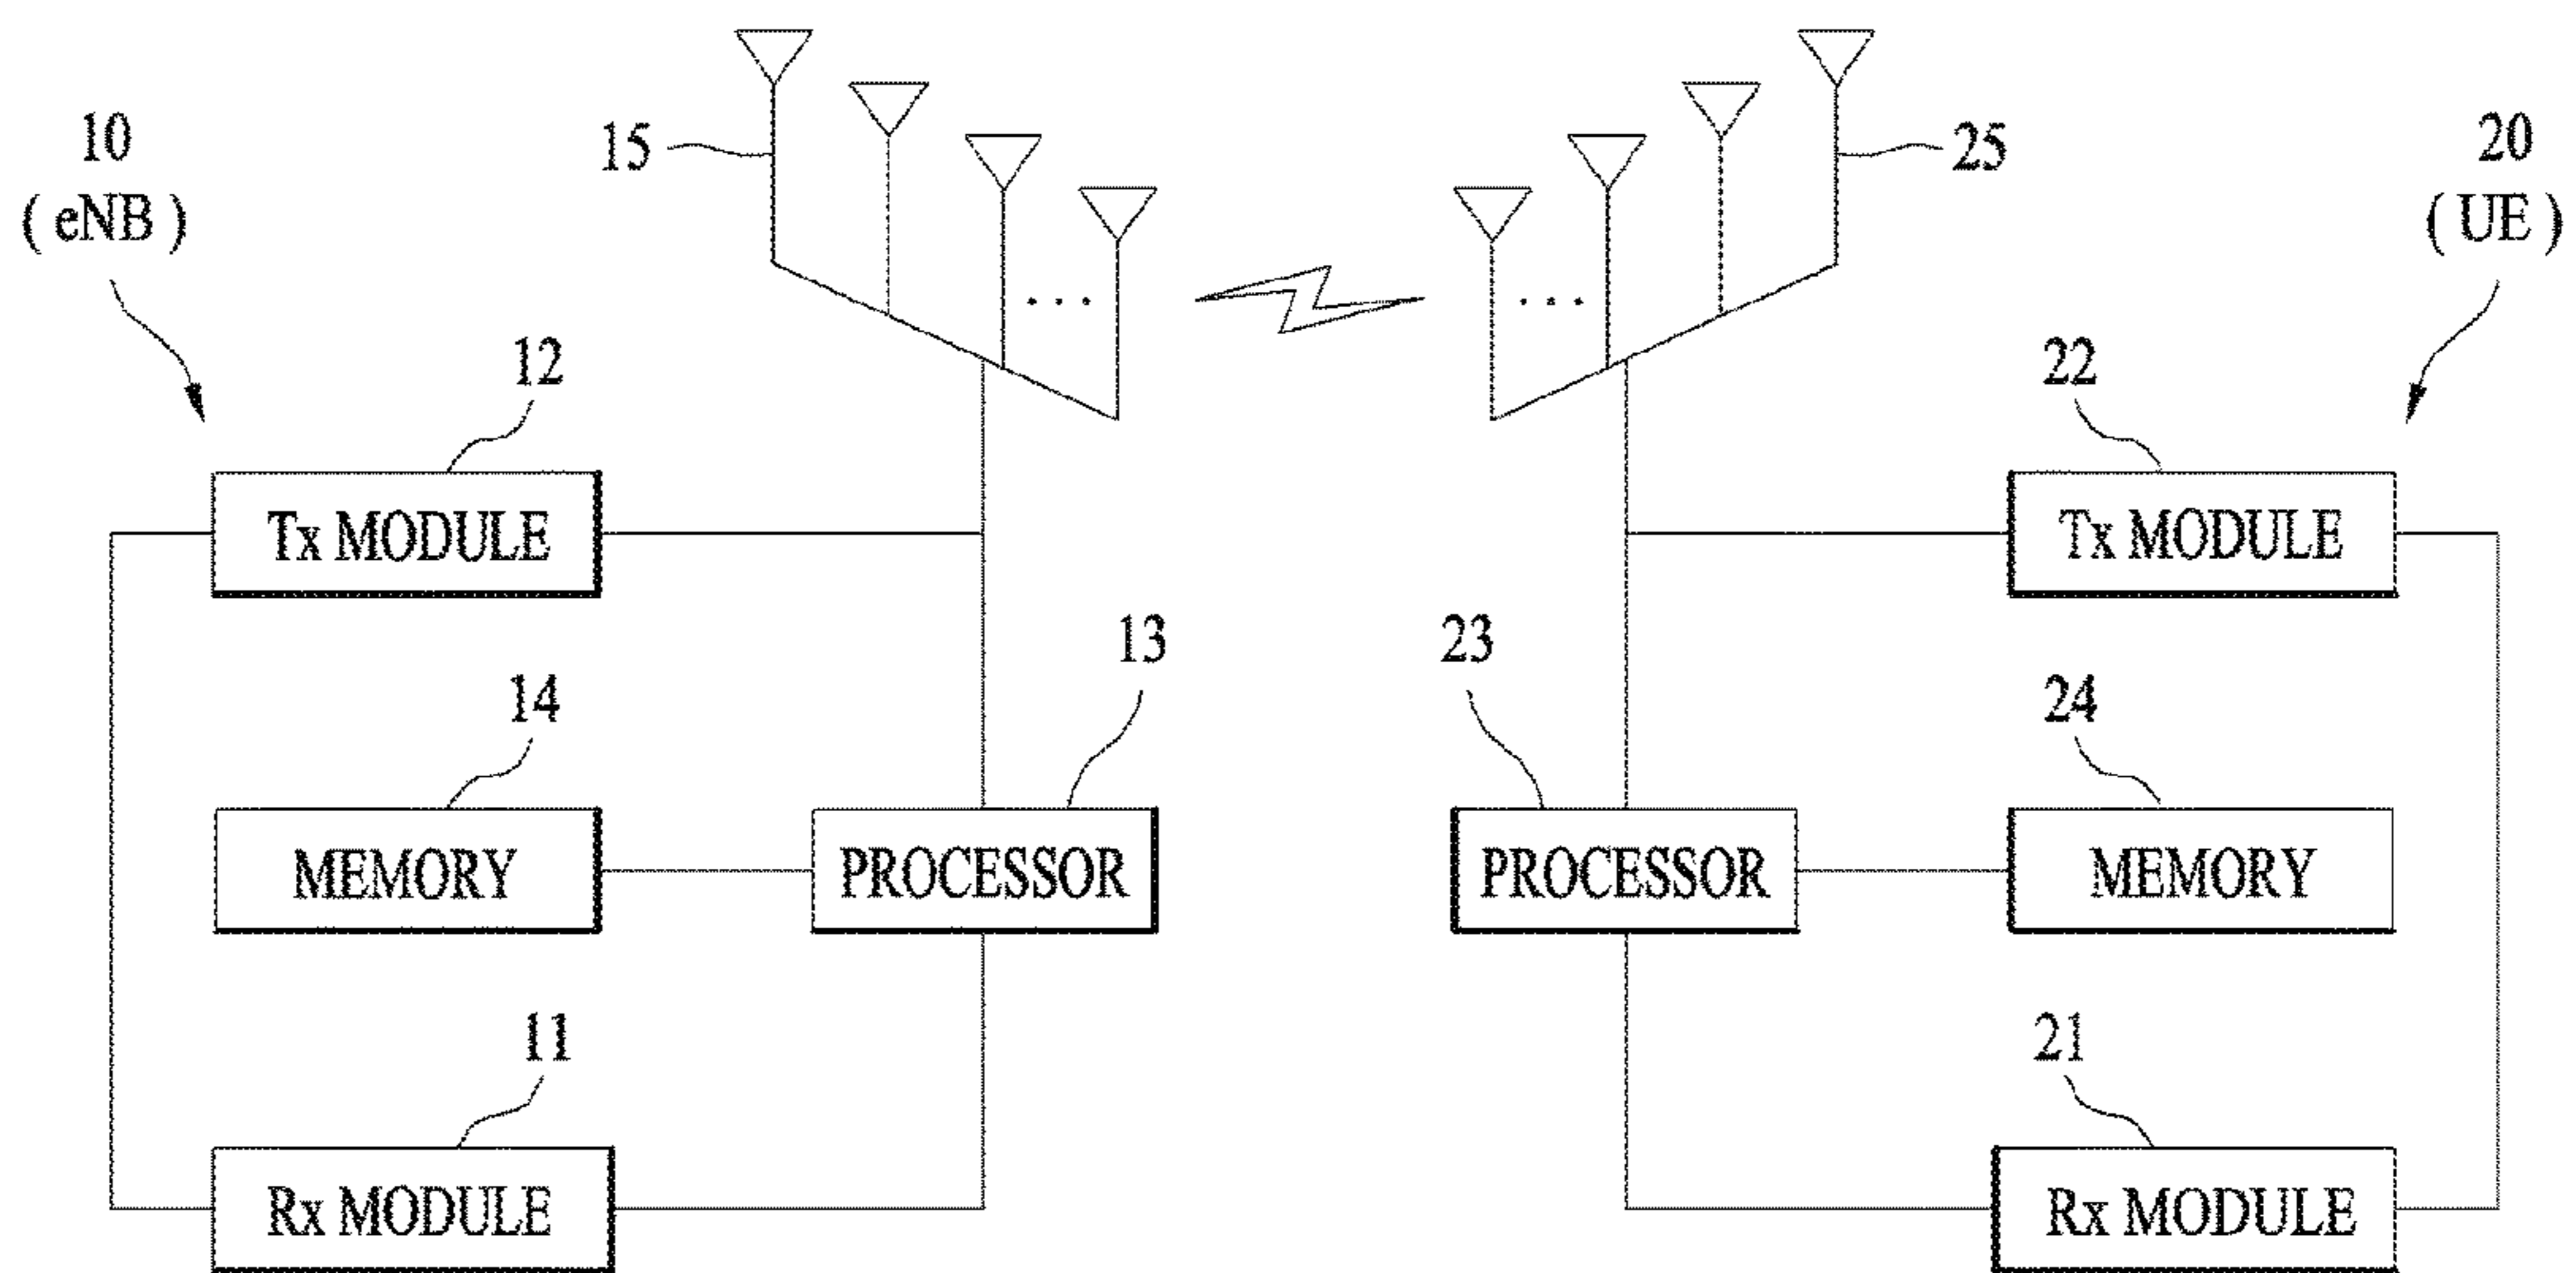 10
( eNB )
15
25
20
( UE )
12
22
Tx MODULE
Tx MODULE
13
23
14
24
MEMORY
PROCESSOR
PROCESSOR
MEMORY
11
21
Rx MODULE
Rx MODULE